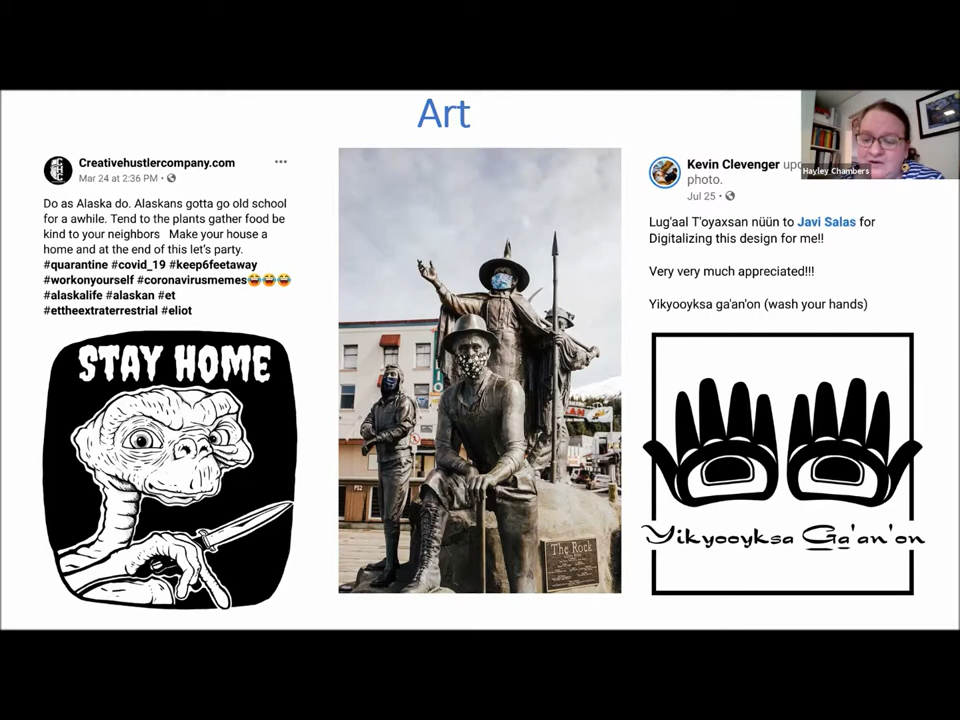 Art
Hayley Chambers
Creativehustlercompany.com
Mar 24 at 2:36 PM
Do as Alaska do. Alaskans gotta go old school
for a awhile. Tend to the plants gather food be
kind to your neighbors Make your house a
home and at the end of this let's party.
#quarantine #covid_19 #keep6feetaway
#workonyourself #coronavirusmemes😂😂😂
#alaskalife #alaskan #et
#ettheextraterrestrial #eliot
STAY HOME
The Rock
Kevin Clevenger
photo.
Jul 25
Lug'aal T'oyaxsan nüün to Javi Salas for
Digitalizing this design for me!!
Very very much appreciated!!!
Yikyooyksa ga'an'on (wash your hands)
Yikyooyksa Ga'an'on